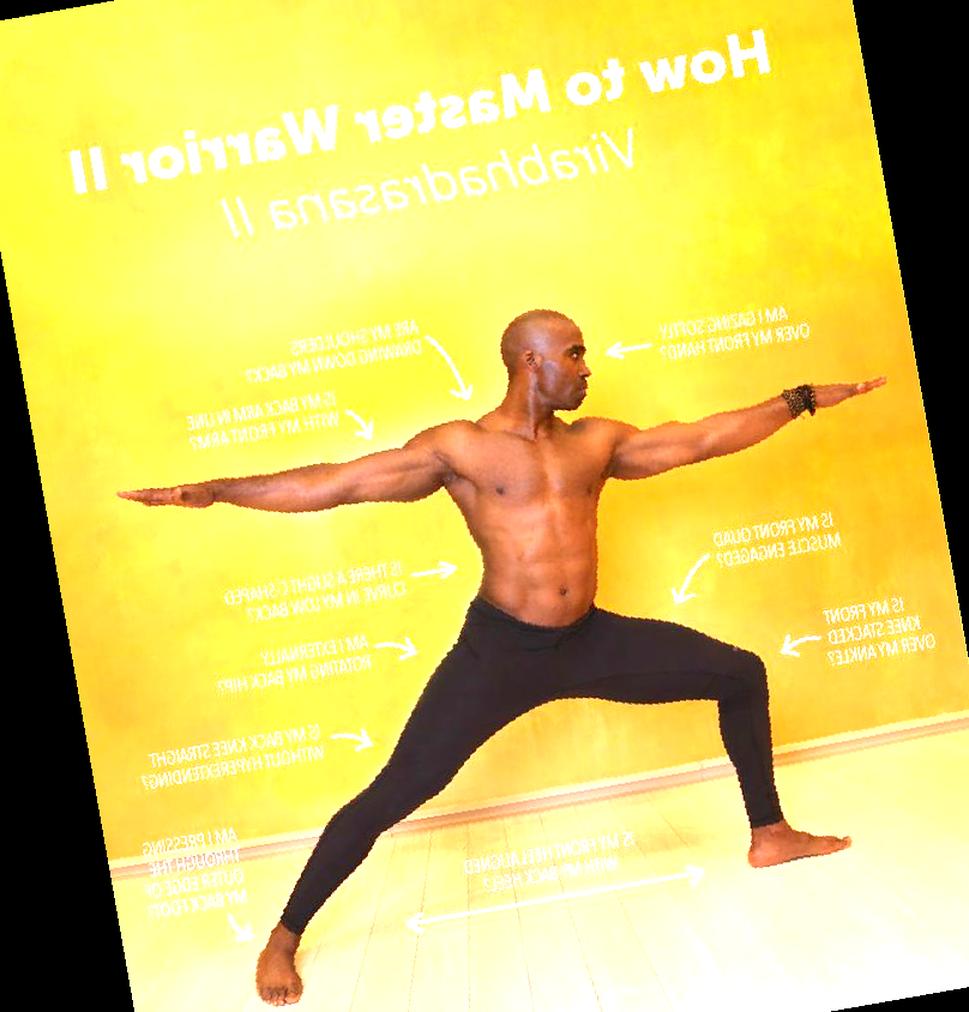 How to Master Warrior II
Virabhadrasana II
AM I GAZING SOFTLY
OVER MY FRONT HAND?
ARE MY SHOULDERS
DRAWING DOWN MY BACK?
IS MY BACK ARM IN LINE
WITH MY FRONT ARM?
IS MY FRONT QUAD
MUSCLE ENGAGED?
IS THERE A SLIGHT C-SHAPED
CURVE IN MY LOW BACK?
IS MY FRONT
KNEE STACKED
OVER MY ANKLE?
AM I EXTERNALLY
ROTATING MY BACK HIP?
IS MY BACK KNEE STRAIGHT
WITHOUT HYPEREXTENDING?
IS MY FRONT HEEL ALIGNED
WITH MY BACK HEEL?
AM I PRESSING
THROUGH THE
OUTER EDGE OF
MY BACK FOOT?